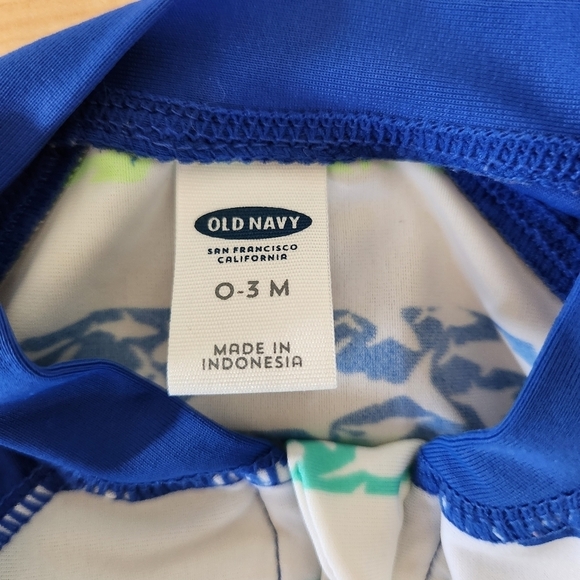 OLD NAVY
SAN FRANCISCO
CALIFORNIA
0-3 M
MADE IN
INDONESIA